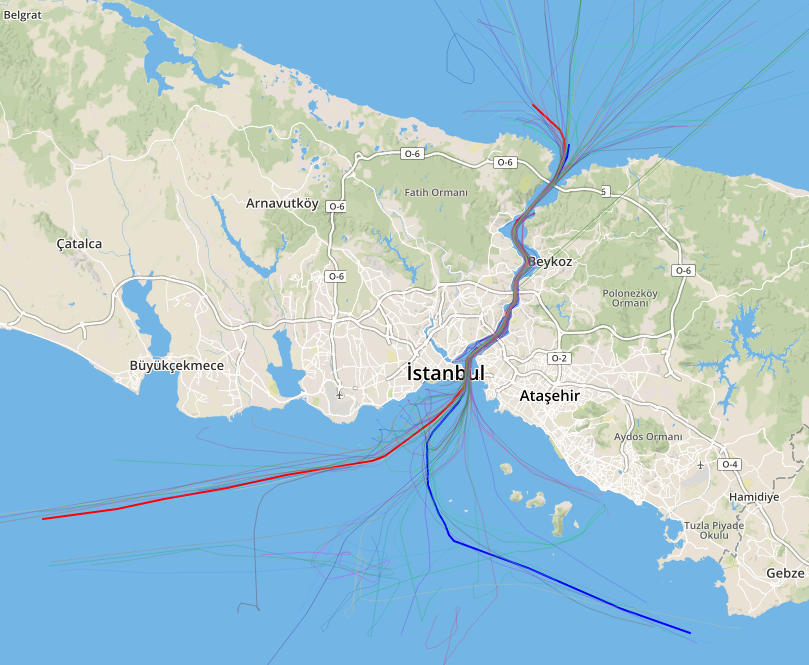 Belgrat
O-6
O-6
Fatih Ormanı
5
Arnavutköy
O-6
Çatalca
Beykoz
O-6
O-6
Polonezköy
Ormanı
Büyükçekmece
O-2
İstanbul
Ataşehir
Aydos Ormanı
O-4
Hamidiye
Tuzla Piyade
Okulu
Gebze